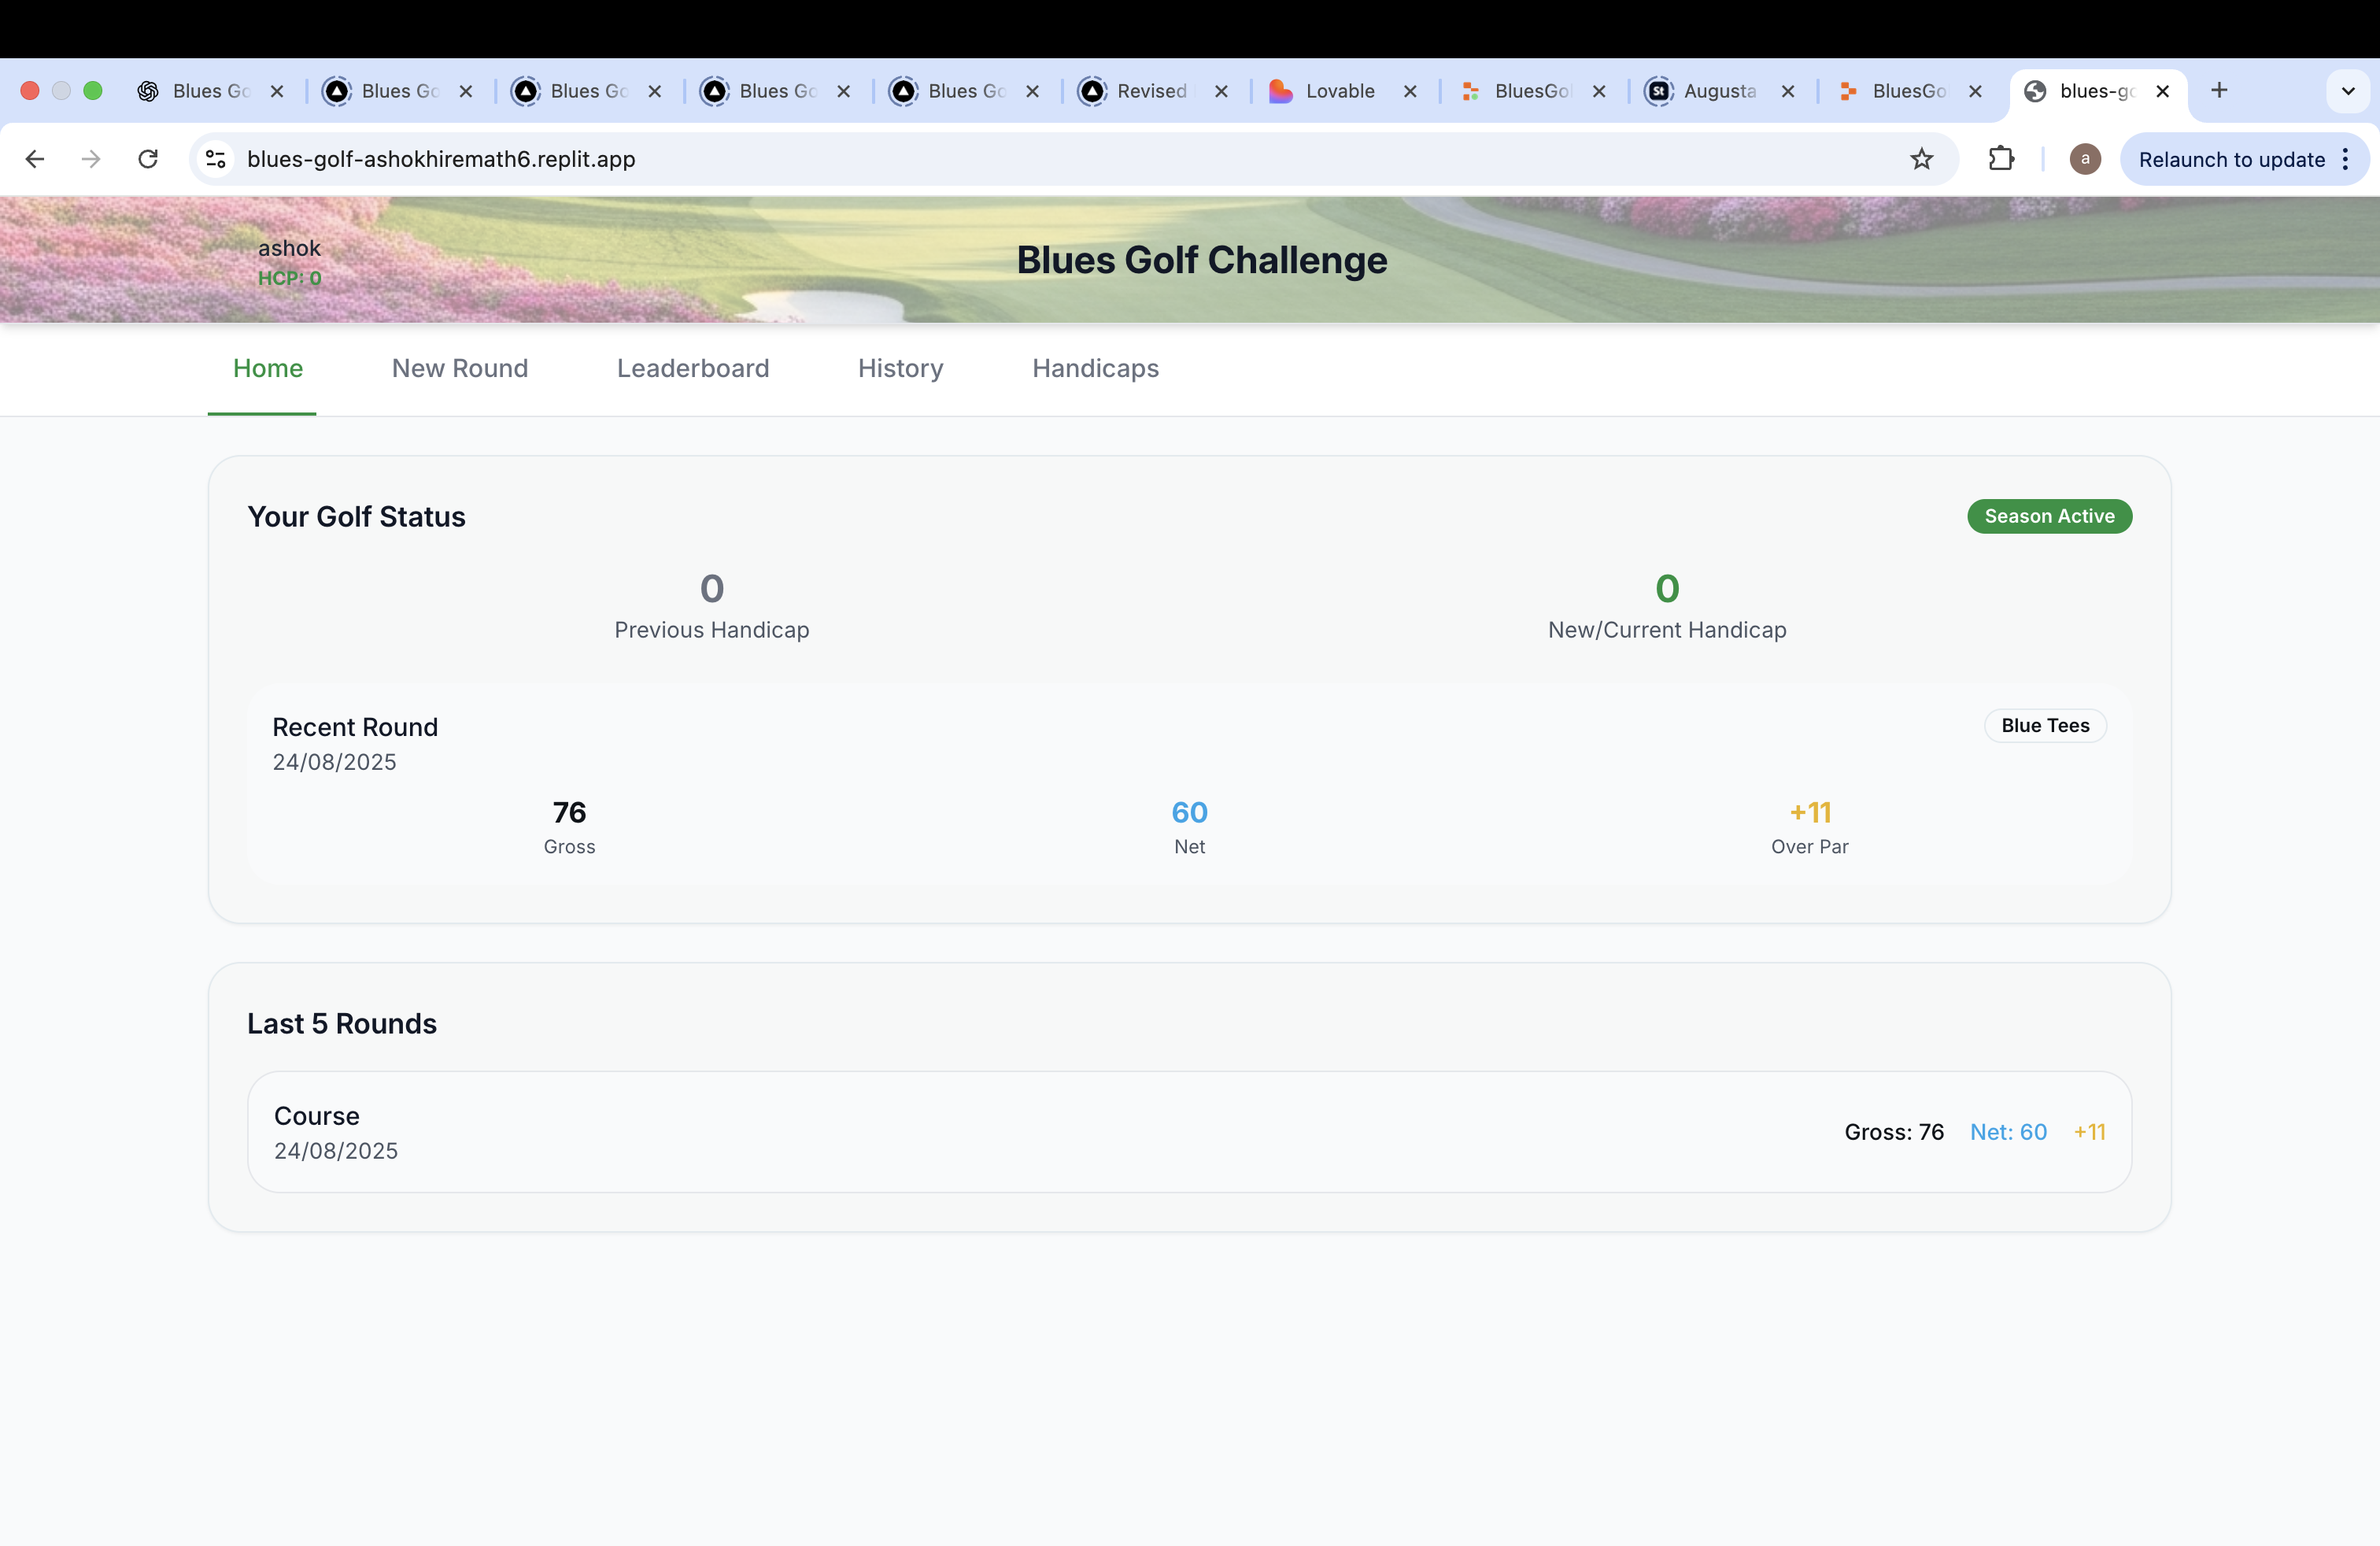 Blues Go
Blues Go
Blues Go
Blues Go
Blues Go
Revised
Lovable
BluesGol
Augusta
BluesGo
blues-go
blues-golf-ashokhiremath6.replit.app
a
Relaunch to update
ashok
HCP: 0
Blues Golf Challenge
Home
New Round
Leaderboard
History
Handicaps
Your Golf Status
Season Active
0
Previous Handicap
0
New/Current Handicap
Recent Round
Blue Tees
24/08/2025
76
Gross
60
Net
+11
Over Par
Last 5 Rounds
Course
24/08/2025
Gross: 76 Net: 60 +11